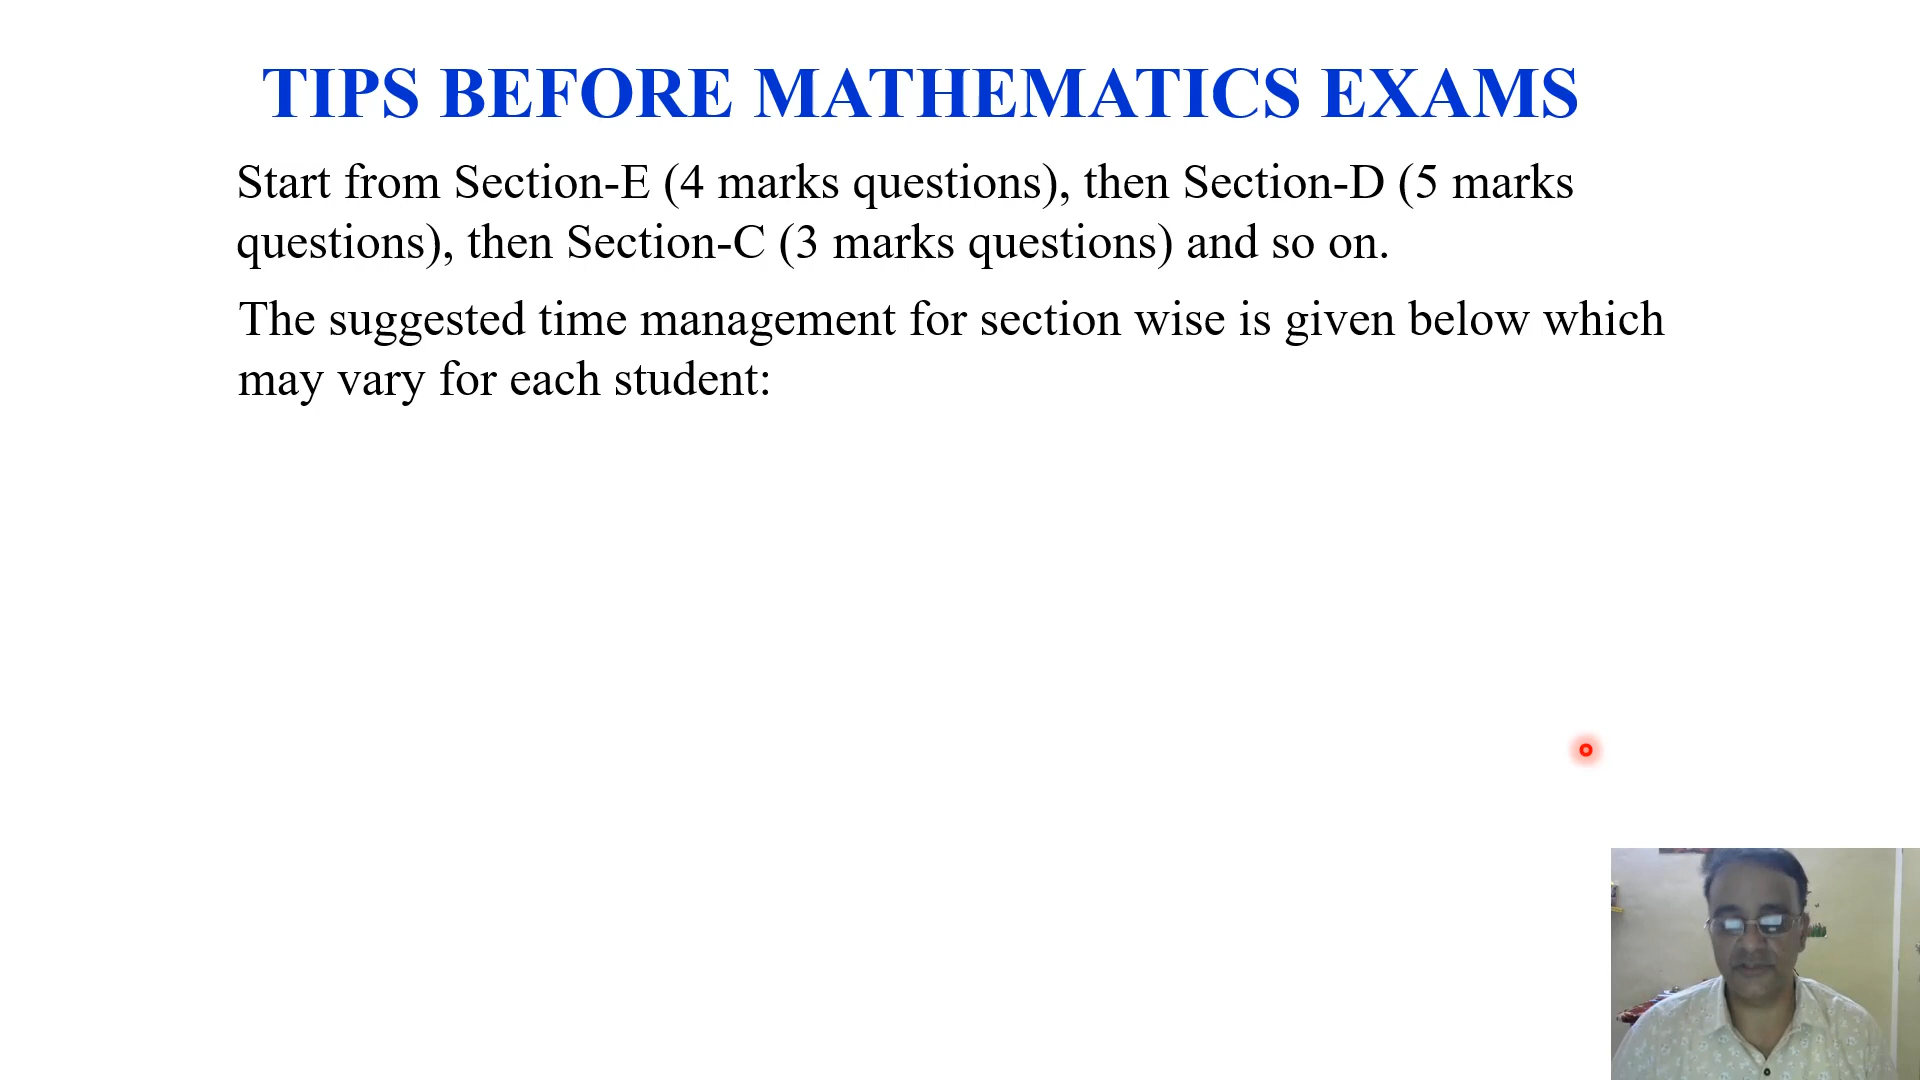 TIPS BEFORE MATHEMATICS EXAMS
Start from Section-E (4 marks questions), then Section-D (5 marks
questions), then Section-C (3 marks questions) and so on.
The suggested time management for section wise is given below which
may vary for each student: